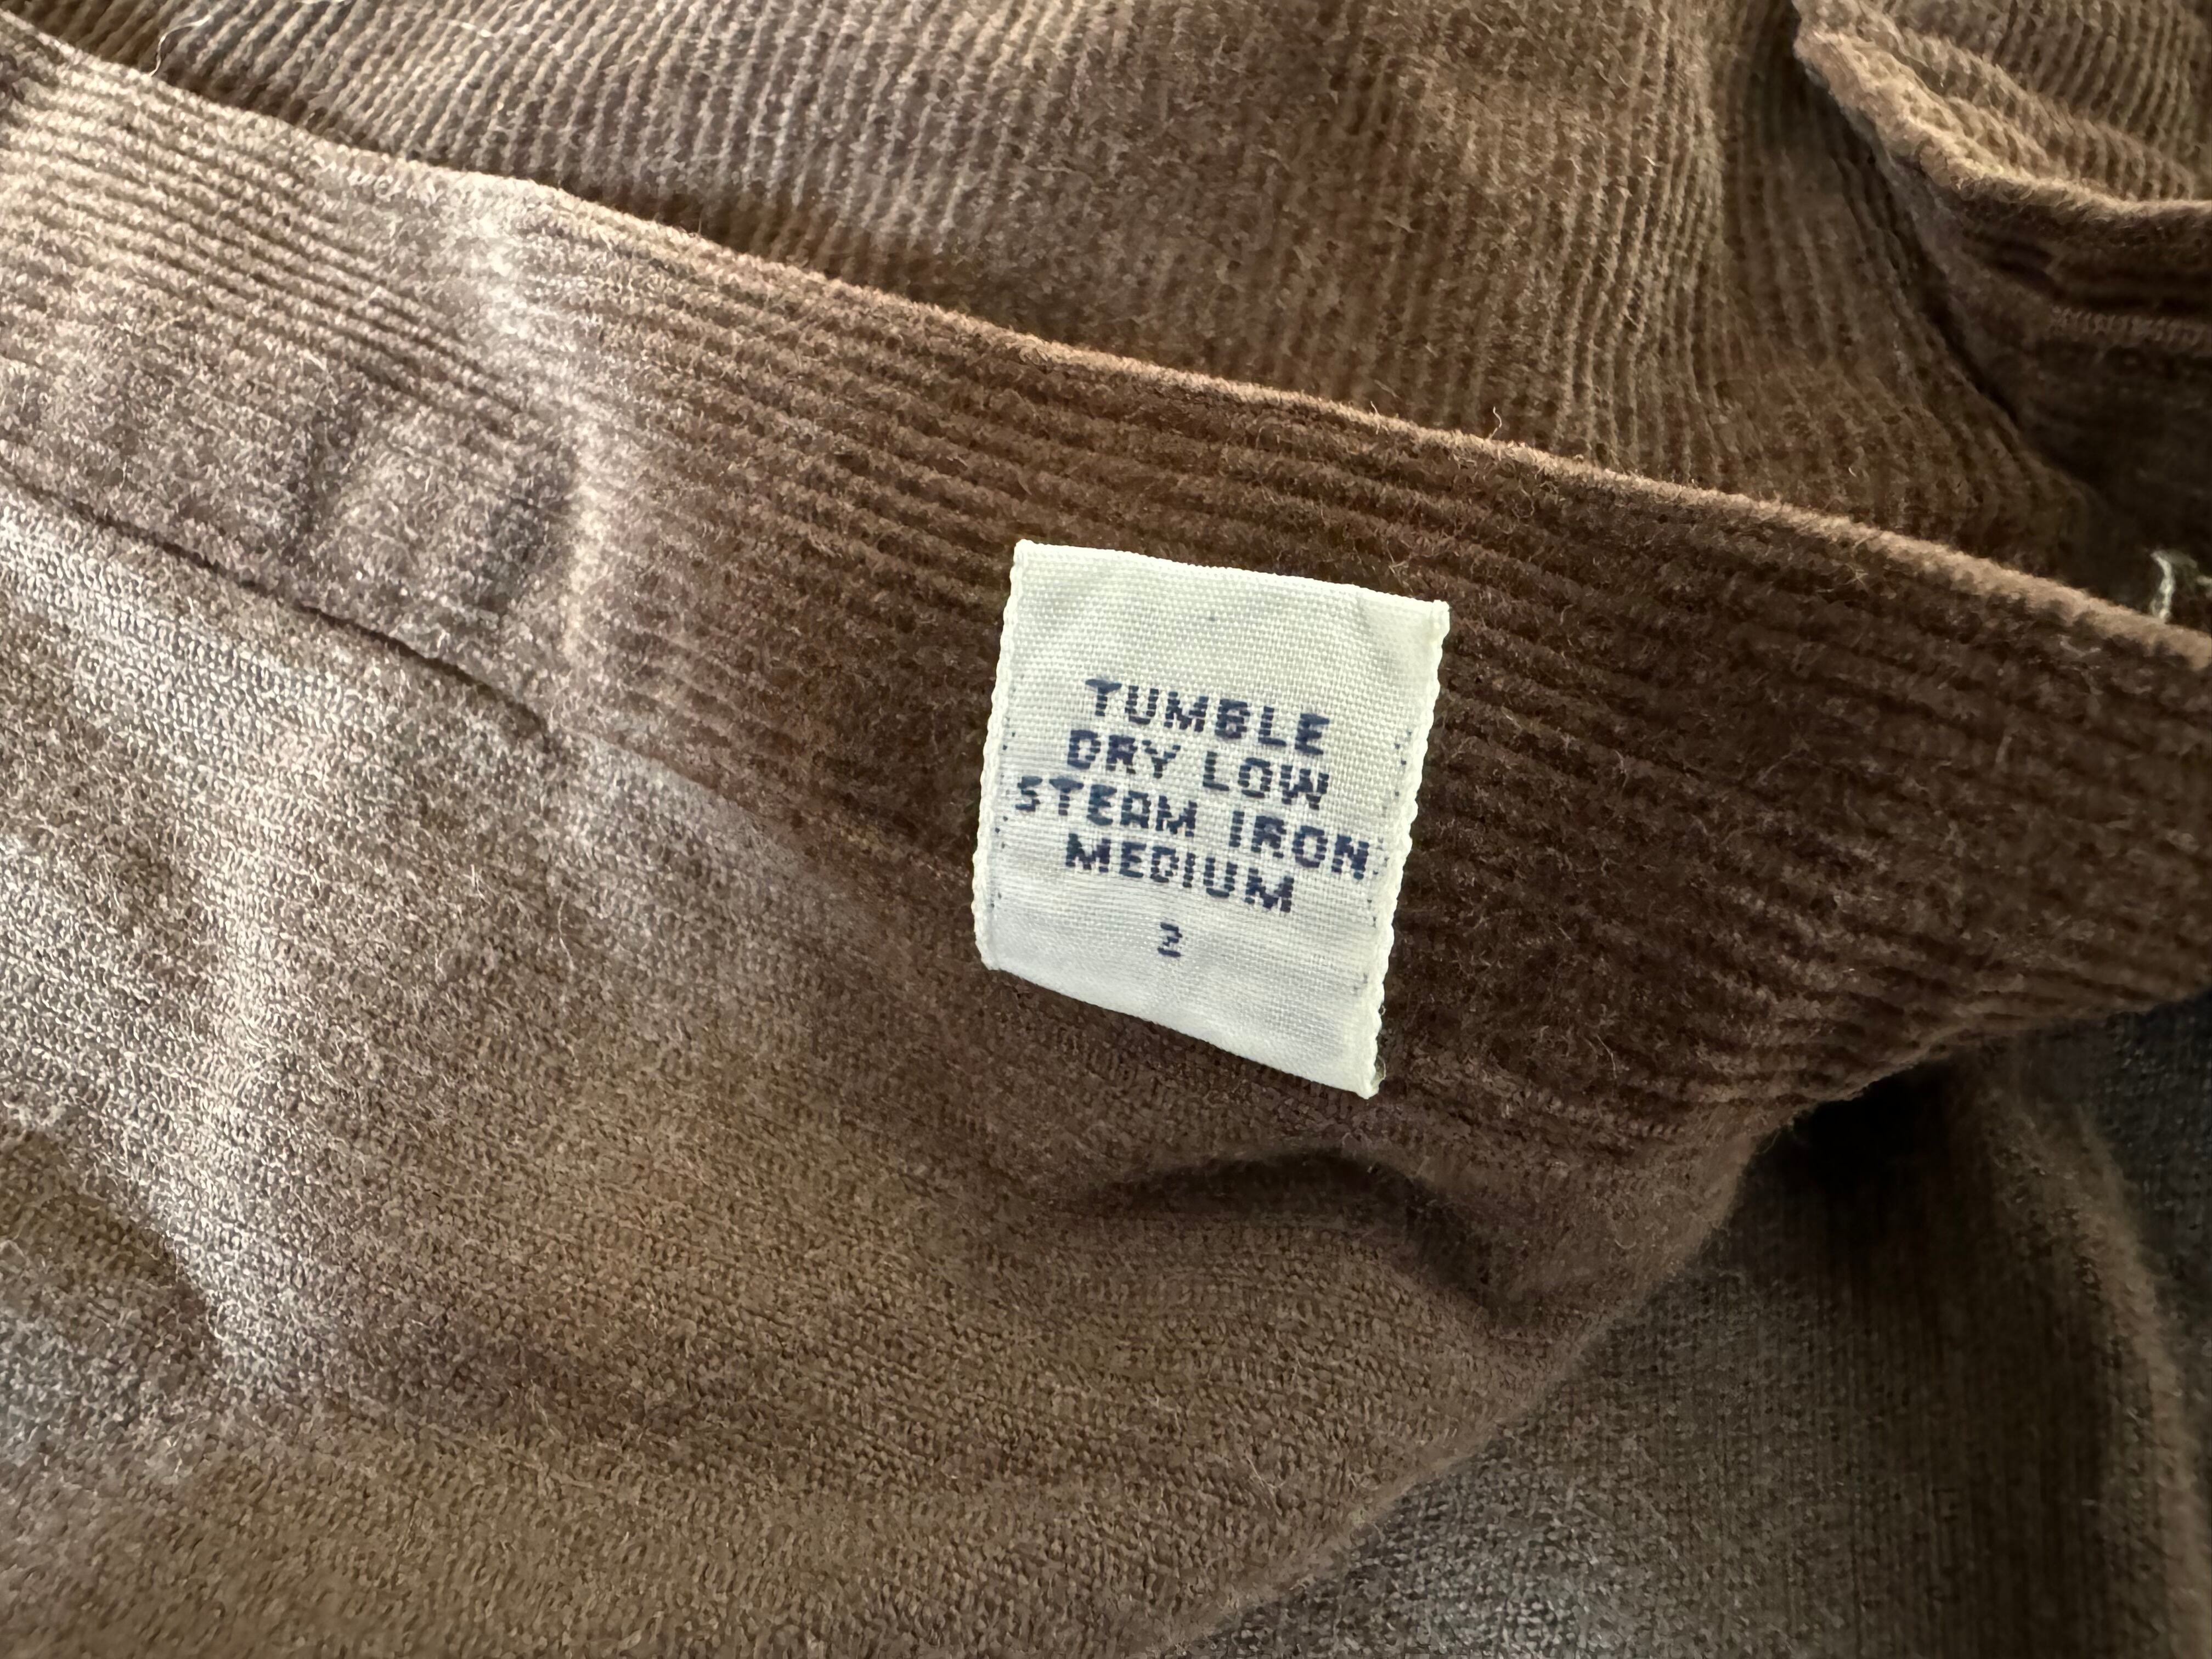 TUMBLE
DRY LOW
STEAM IRON
MEDIUM
2